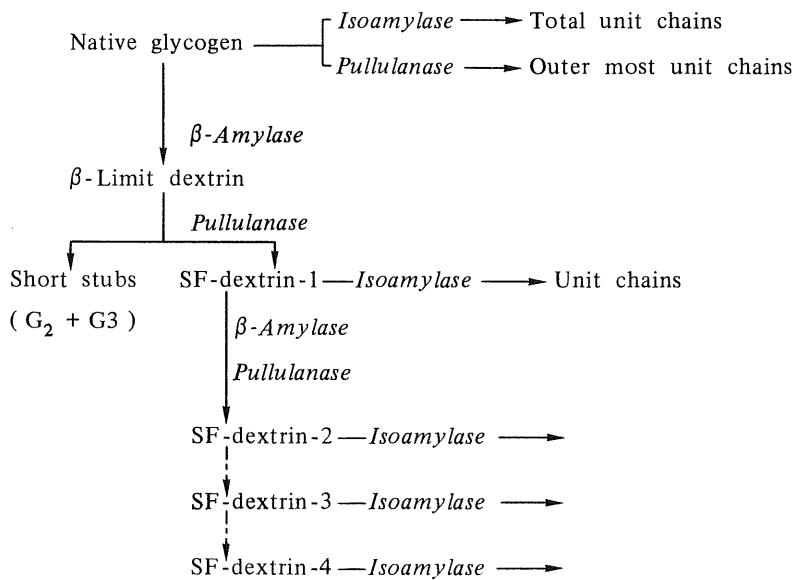 Isoamylase → Total unit chains
Native glycogen
Pullulanase → Outer most unit chains
β-Amylase
β-Limit dextrin
Pullulanase
Short stubs SF-dextrin-1 — Isoamylase → Unit chains
( G₂ + G3 ) β-Amylase
Pullulanase
SF-dextrin-2 — Isoamylase →
SF-dextrin-3 — Isoamylase →
SF-dextrin-4 — Isoamylase →